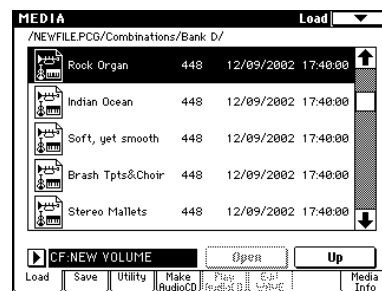 MEDIA Load
/NEWFILE.PCG/Combinations/Bank D/
Rock Organ 448 12/09/2002 17:40:00
Indian Ocean 448 12/09/2002 17:40:00
Soft, yet smooth 448 12/09/2002 17:40:00
Brash Tpts&Choir 448 12/09/2002 17:40:00
Stereo Mallets 448 12/09/2002 17:40:00
CF:NEW VOLUME Open Up
Load Save Utility Make AudioCD Play Media Info